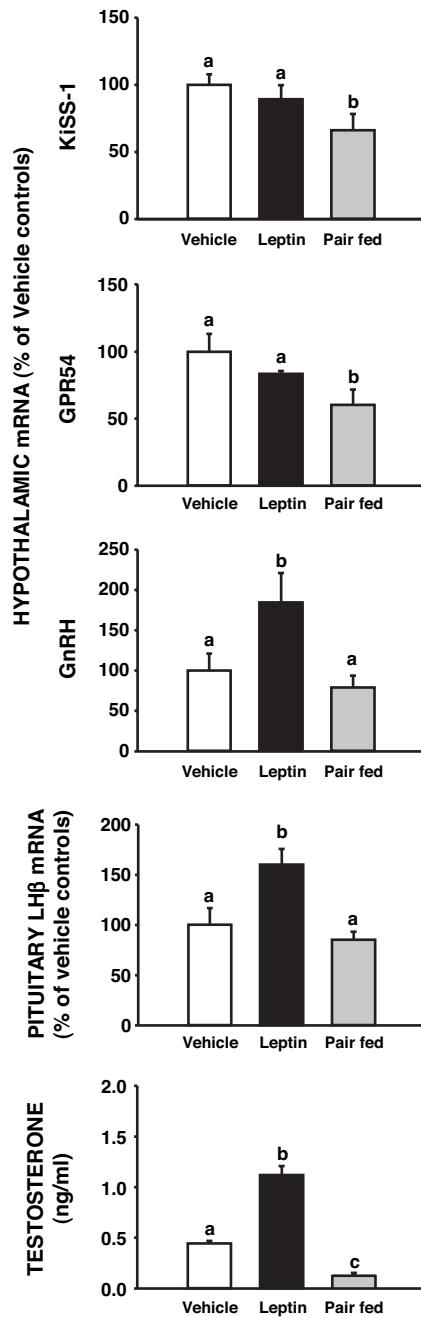 HYPOTHALAMIC mRNA (% of Vehicle controls)
KiSS-1
150
100
50
0
a
a
b
Vehicle Leptin Pair fed
GPR54
150
100
50
0
a
a
b
Vehicle Leptin Pair fed
GnRH
250
200
150
100
50
0
a
b
a
Vehicle Leptin Pair fed
PITUITARY LHβ mRNA
(% of vehicle controls)
200
150
100
50
0
a
b
a
Vehicle Leptin Pair fed
TESTOSTERONE
(ng/ml)
2.0
1.5
1.0
0.5
0.0
a
b
c
Vehicle Leptin Pair fed